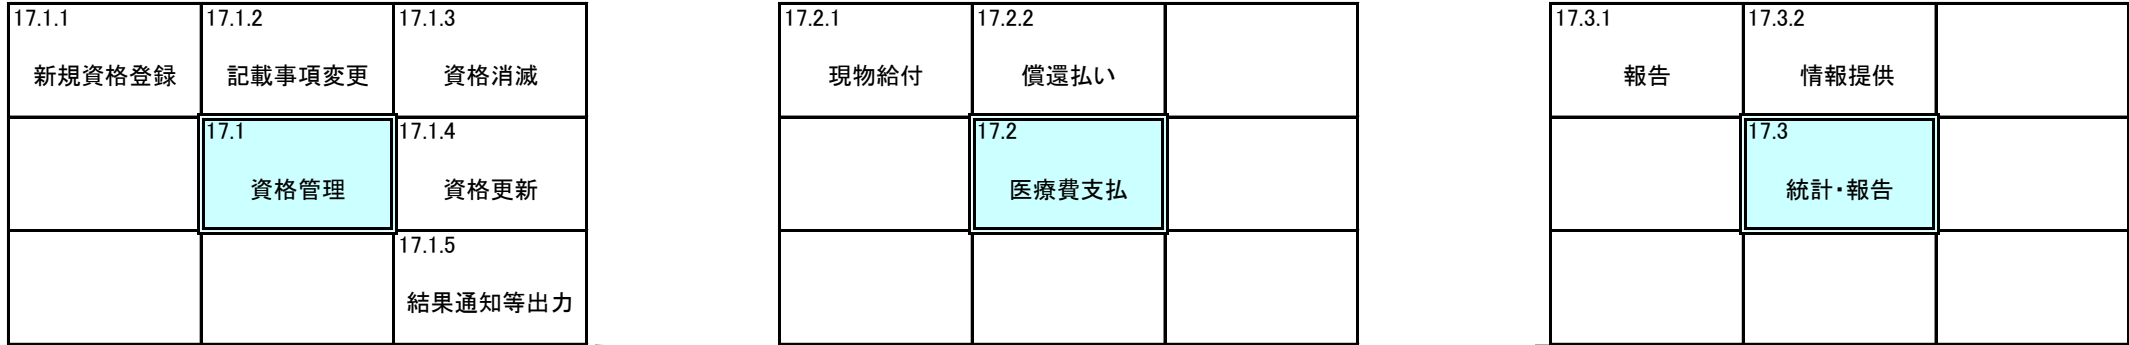 17.1.1
新規資格登録
17.1.2
記載事項変更
17.1.3
資格消滅
17.1
資格管理
17.1.4
資格更新
17.1.5
結果通知等出力
17.2.1
現物給付
17.2.2
償還払い
17.2
医療費支払
17.3.1
報告
17.3.2
情報提供
17.3
統計・報告